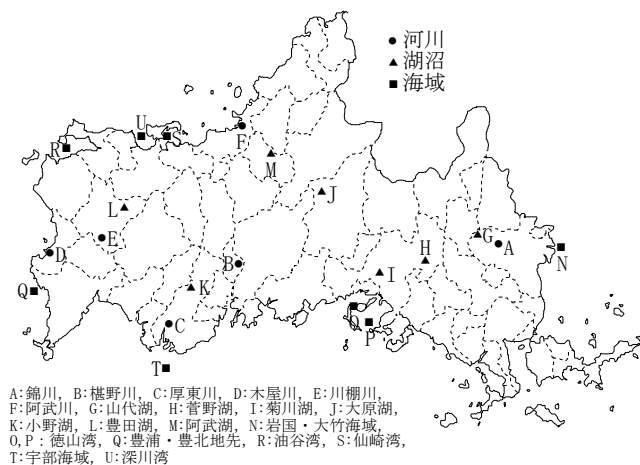 ● 河川
▲ 湖沼
■ 海域
U
S
F
R
M
J
L
E
D
B
H
G
A
N
I
K
Q
O
P
C
T
A:錦川, B:椹野川, C:厚東川, D:木屋川, E:川棚川,
F:阿武川, G:山代湖, H:菅野湖, I:菊川湖, J:大原湖,
K:小野湖, L:豊田湖, M:阿武湖, N:岩国・大竹海域,
O,P:徳山湾, Q:豊浦・豊北地先, R:油谷湾, S:仙崎湾,
T:宇部海域, U:深川湾